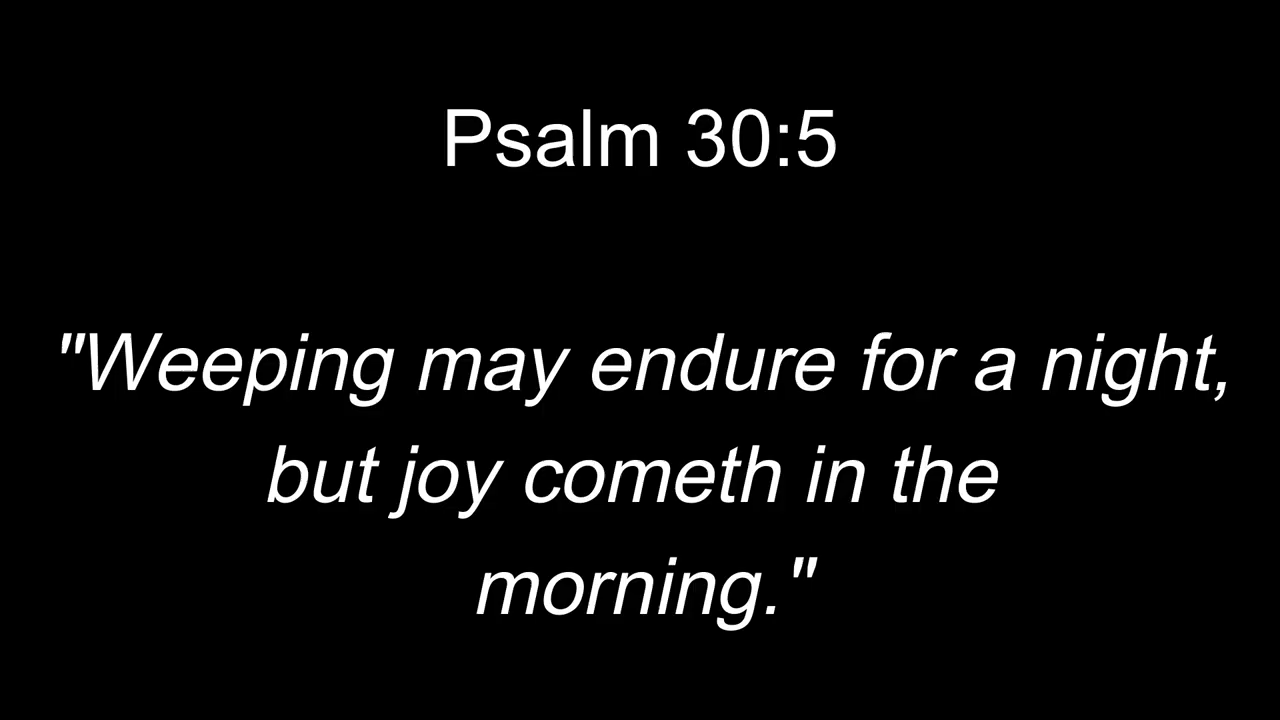 Psalm 30:5
"Weeping may endure for a night,
but joy cometh in the
morning."